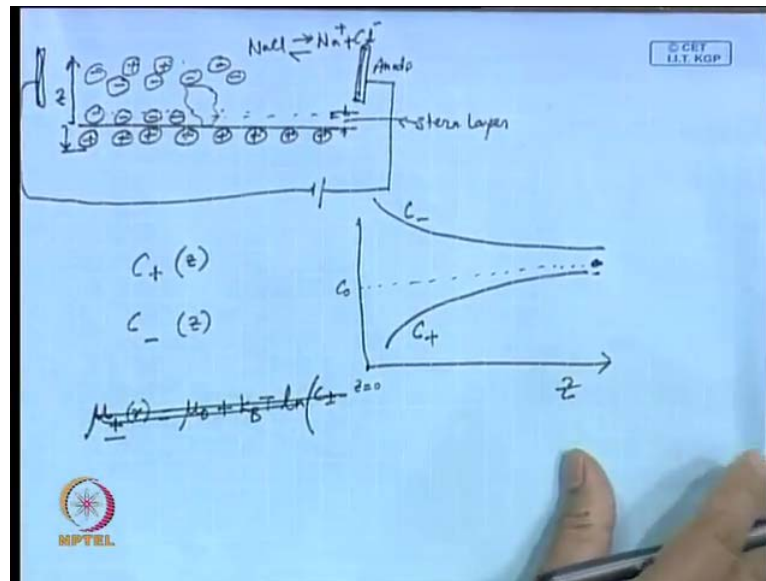 NaCl ⇌ Na⁺ + Cl⁻
© CET
I.I.T. KGP
Anode
z
Stern Layer
C₊ (z)
C₋ (z)
C₋
C₀
C₊
z=0
Z
μ± (r) = μ₀ + k_B T ln (C±
NPTEL